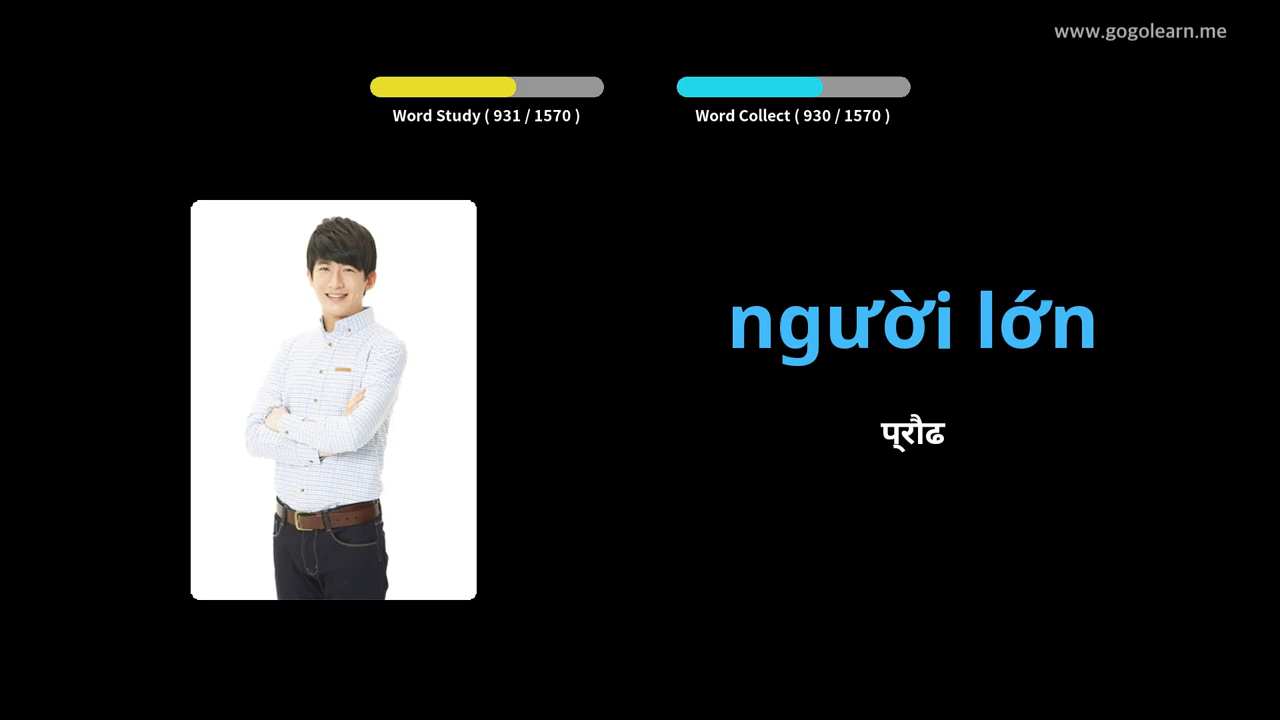 www.gogolearn.me
Word Study ( 931 / 1570 )
Word Collect ( 930 / 1570 )
người lớn
प्रौढ